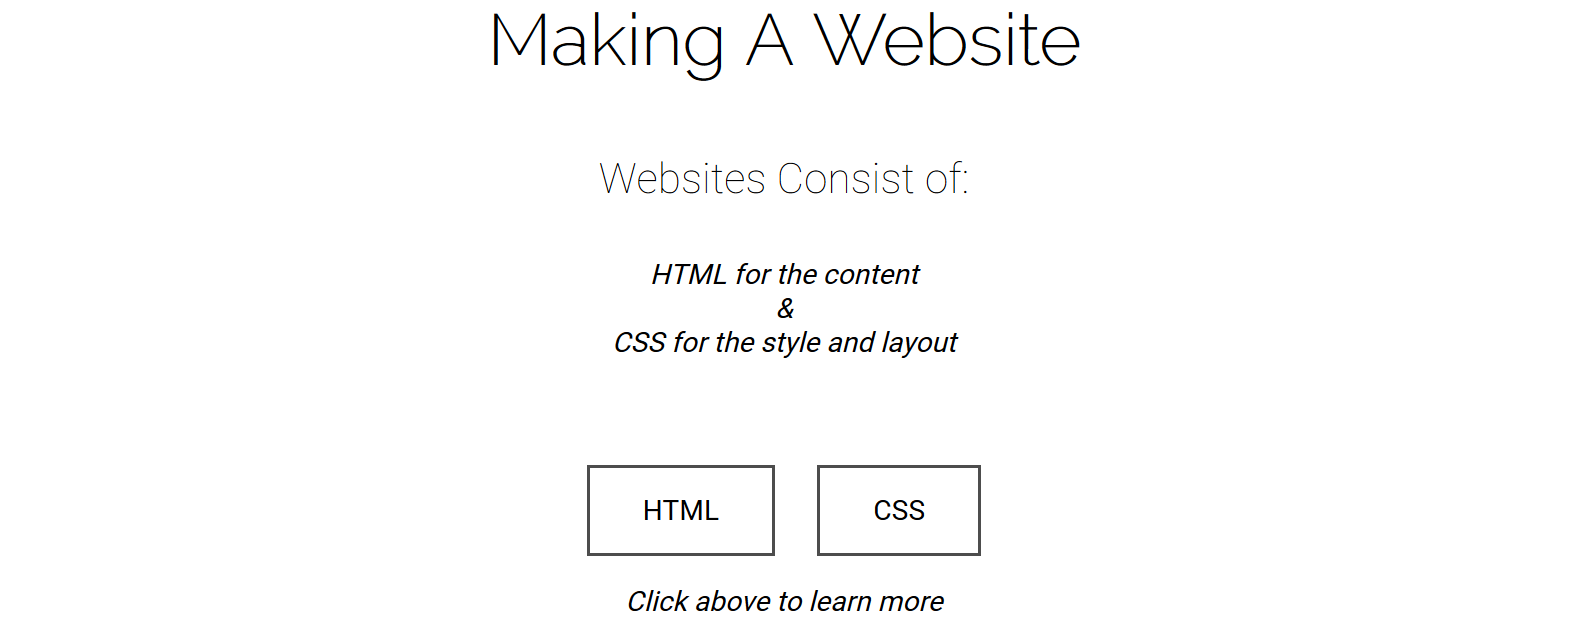 Making A Website
Websites Consist of:
HTML for the content
&
CSS for the style and layout
HTML
CSS
Click above to learn more